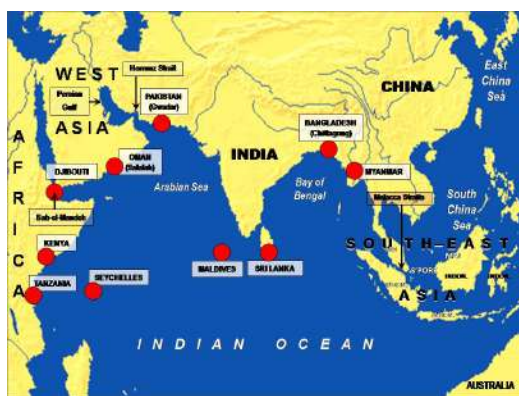 WEST
ASIA
Hormuz Strait
Persian
Gulf
PAKISTAN
(Gwadar)
CHINA
East
China
Sea
AFRICA
OMAN
(Salalah)
INDIA
BANGLADESH
(Chittagong)
DJIBOUTI
Arabian Sea
Bay of
Bengal
MYANMAR
Malacca Straits
South
China Sea
Bab-el-Mandeb
KENYA
MALDIVES
SRI LANKA
SOUTH-EAST
ASIA
S'PORE
TANZANIA
SEYCHELLES
INDIAN OCEAN
AUSTRALIA